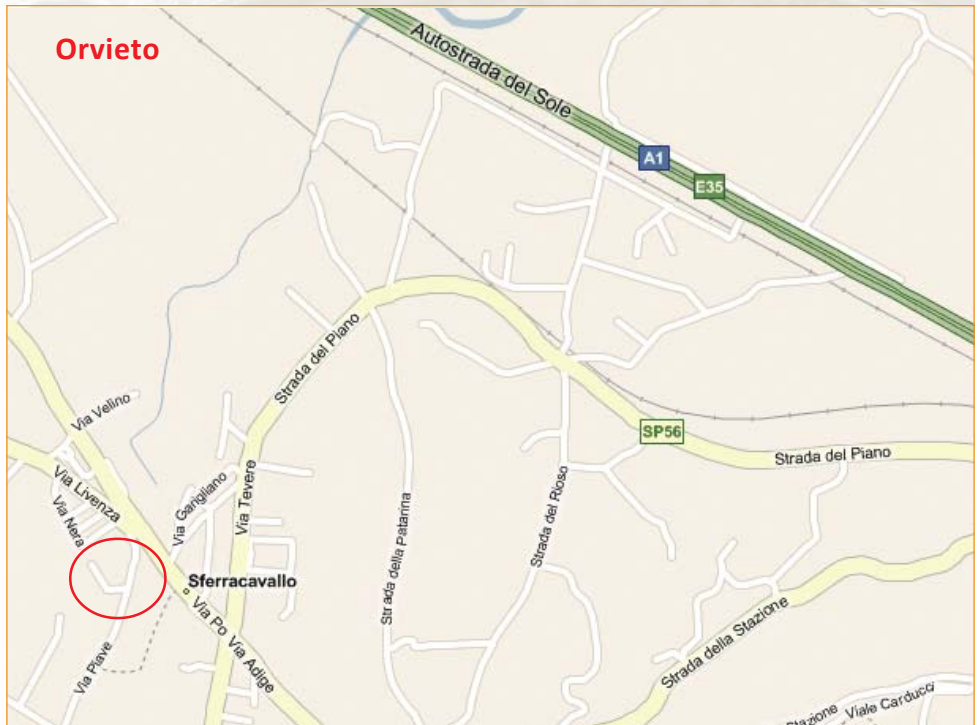 Orvieto
Autostrada del Sole
A1
E35
Strada del Piano
Via Velino
SP56
Strada del Piano
Via Livenza
Via Garigliano
Via Tevere
Via Nera
Strada della Patarina
Strada del Rioso
Sferracavallo
Via Po
Via Adige
Via Piave
Strada della Stazione
Stazione
Viale Carducci